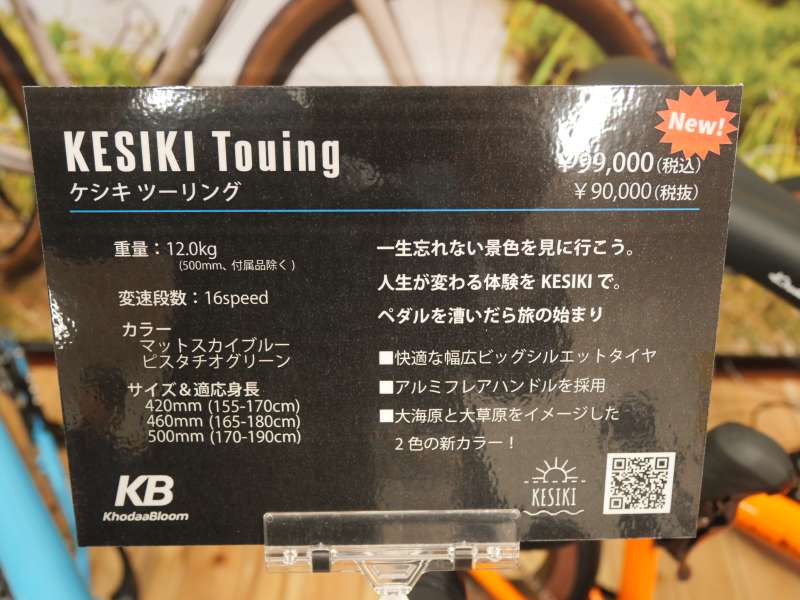 New!
KESIKI Touing
ケシキ ツーリング
￥99,000(税込)
￥90,000(税抜)
重量：12.0kg
(500mm、付属品除く)
変速段数：16speed
カラー
マットスカイブルー
ピスタチオグリーン
サイズ＆適応身長
420mm (155-170cm)
460mm (165-180cm)
500mm (170-190cm)
一生忘れない景色を見に行こう。
人生が変わる体験を KESIKI で。
ペダルを漕いだら旅の始まり
■快適な幅広ビッグシルエットタイヤ
■アルミフレアハンドルを採用
■大海原と大草原をイメージした
2色の新カラー！
KB
KhodaaBloom
KESIKI